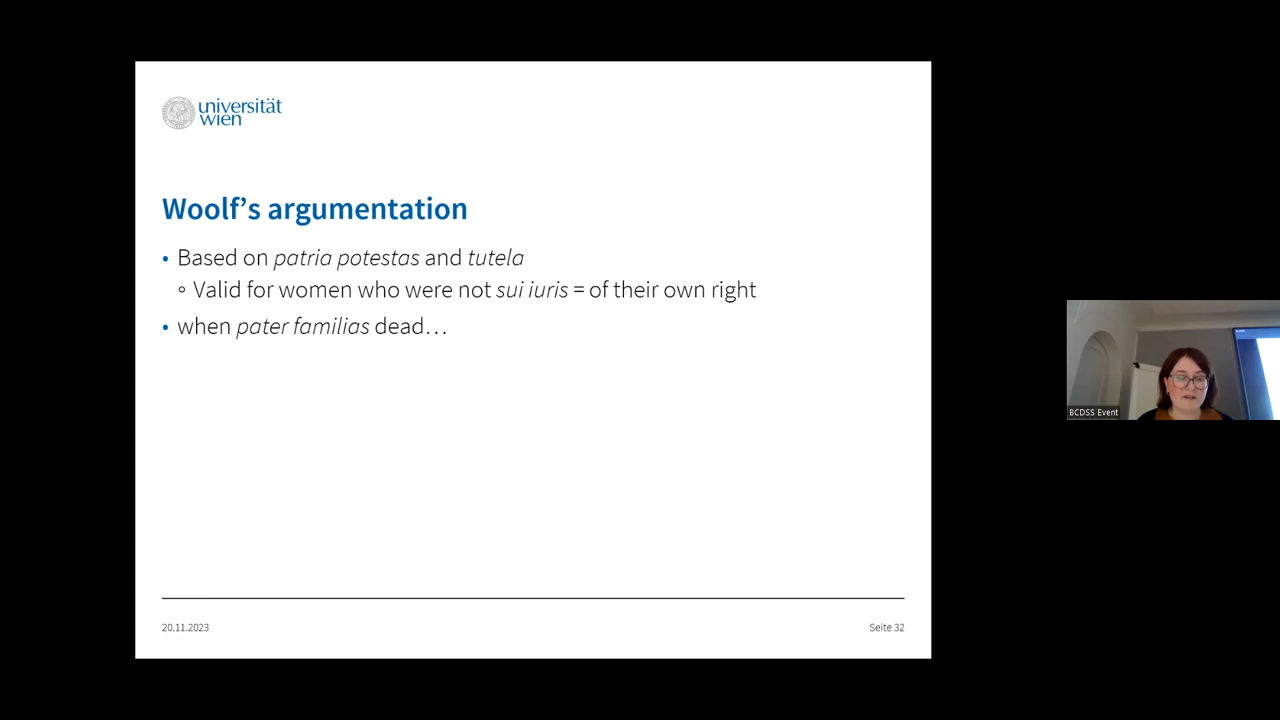 universität
wien
Woolf's argumentation
• Based on patria potestas and tutela
◦ Valid for women who were not sui iuris = of their own right
• when pater familias dead…
20.11.2023
Seite 32
BCDSS Event